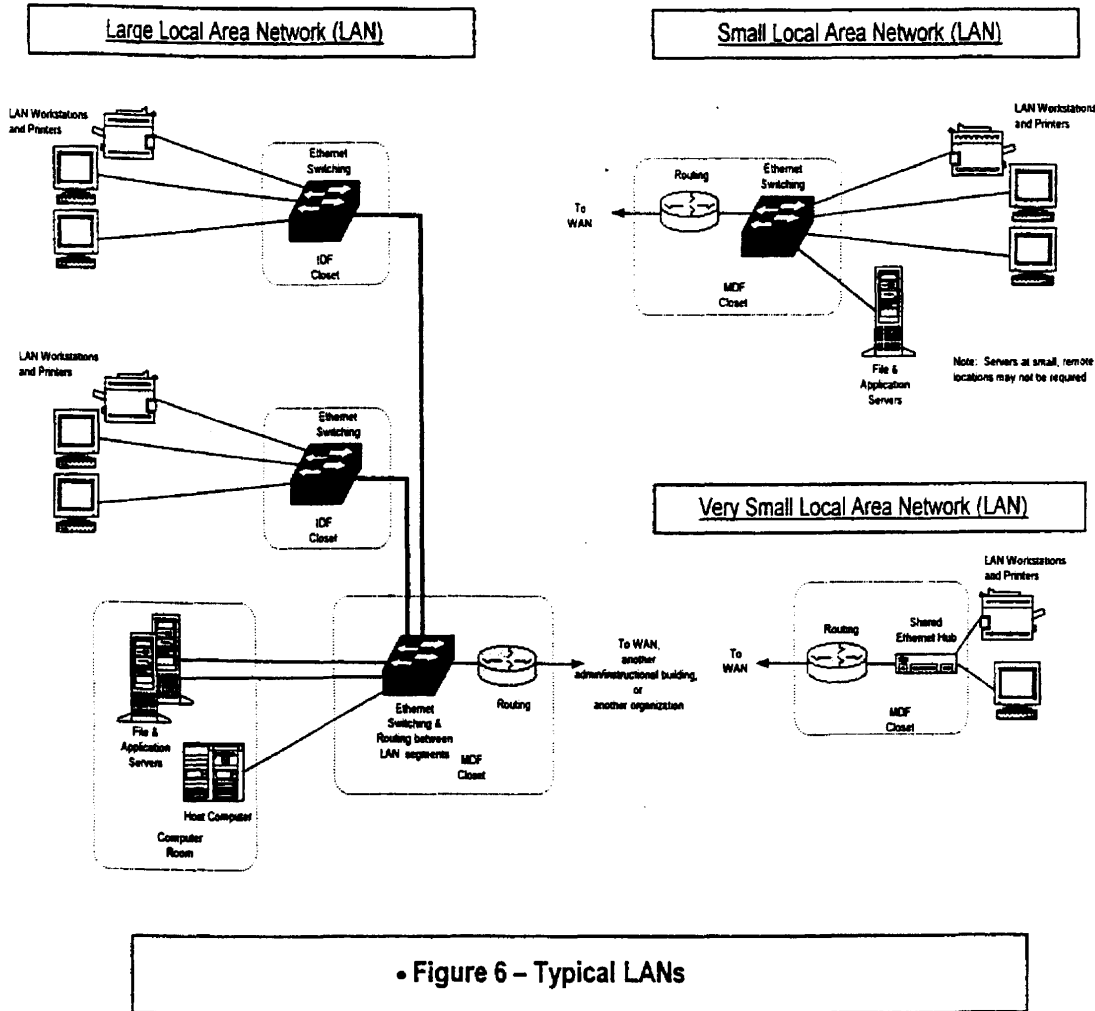 Large Local Area Network (LAN)
LAN Workstations
and Printers
Ethernet
Switching
IDF
Closet
LAN Workstations
and Printers
Ethernet
Switching
IDF
Closet
File &
Application
Servers
Host Computer
Computer
Room
Ethernet
Switching &
Routing between
LAN segments
MDF
Closet
Routing
To WAN,
another
admin/instructional building,
or
another organization
Small Local Area Network (LAN)
LAN Workstations
and Printers
To
WAN
Routing
Ethernet
Switching
MDF
Closet
File &
Application
Servers
Note: Servers at small, remote
locations may not be required
Very Small Local Area Network (LAN)
LAN Workstations
and Printers
To
WAN
Routing
Shared
Ethernet Hub
MDF
Closet
• Figure 6 – Typical LANs